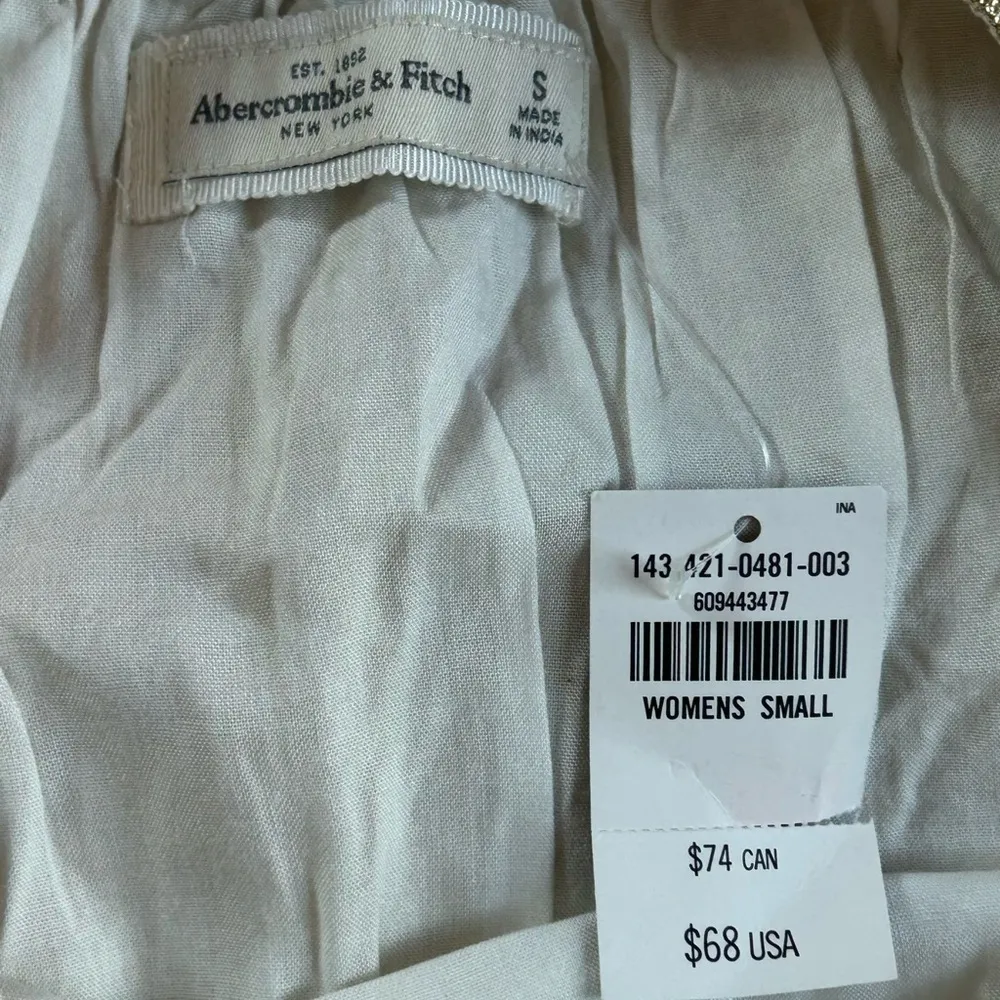 EST. 1892
Abercrombie & Fitch
NEW YORK
S
MADE
IN INDIA
INA
143 421-0481-003
609443477
WOMENS SMALL
$74 CAN
$68 USA